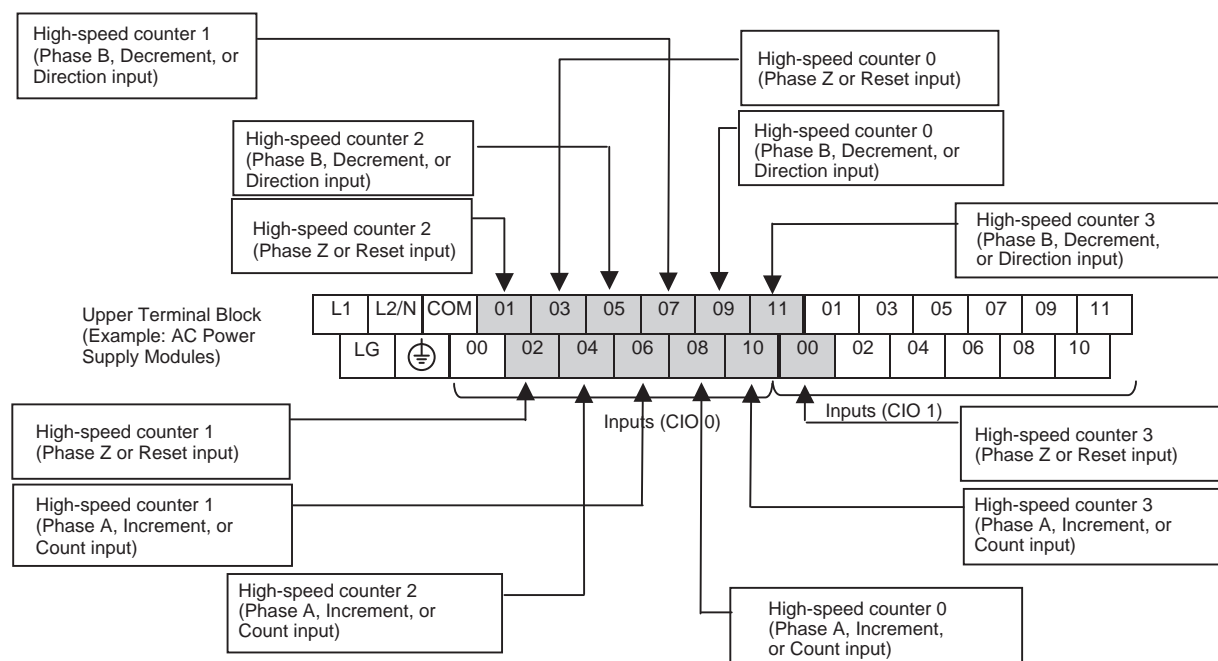 High-speed counter 1
(Phase B, Decrement, or
Direction input)
High-speed counter 0
(Phase Z or Reset input)
High-speed counter 2
(Phase B, Decrement, or
Direction input)
High-speed counter 0
(Phase B, Decrement, or
Direction input)
High-speed counter 2
(Phase Z or Reset input)
High-speed counter 3
(Phase B, Decrement,
or Direction input)
Upper Terminal Block
(Example: AC Power
Supply Modules)
L1 L2/N COM 01 03 05 07 09 11 01 03 05 07 09 11
LG 00 02 04 06 08 10 00 02 04 06 08 10
Inputs (CIO 0)
Inputs (CIO 1)
High-speed counter 1
(Phase Z or Reset input)
High-speed counter 3
(Phase Z or Reset input)
High-speed counter 1
(Phase A, Increment, or
Count input)
High-speed counter 3
(Phase A, Increment, or
Count input)
High-speed counter 2
(Phase A, Increment, or
Count input)
High-speed counter 0
(Phase A, Increment,
or Count input)